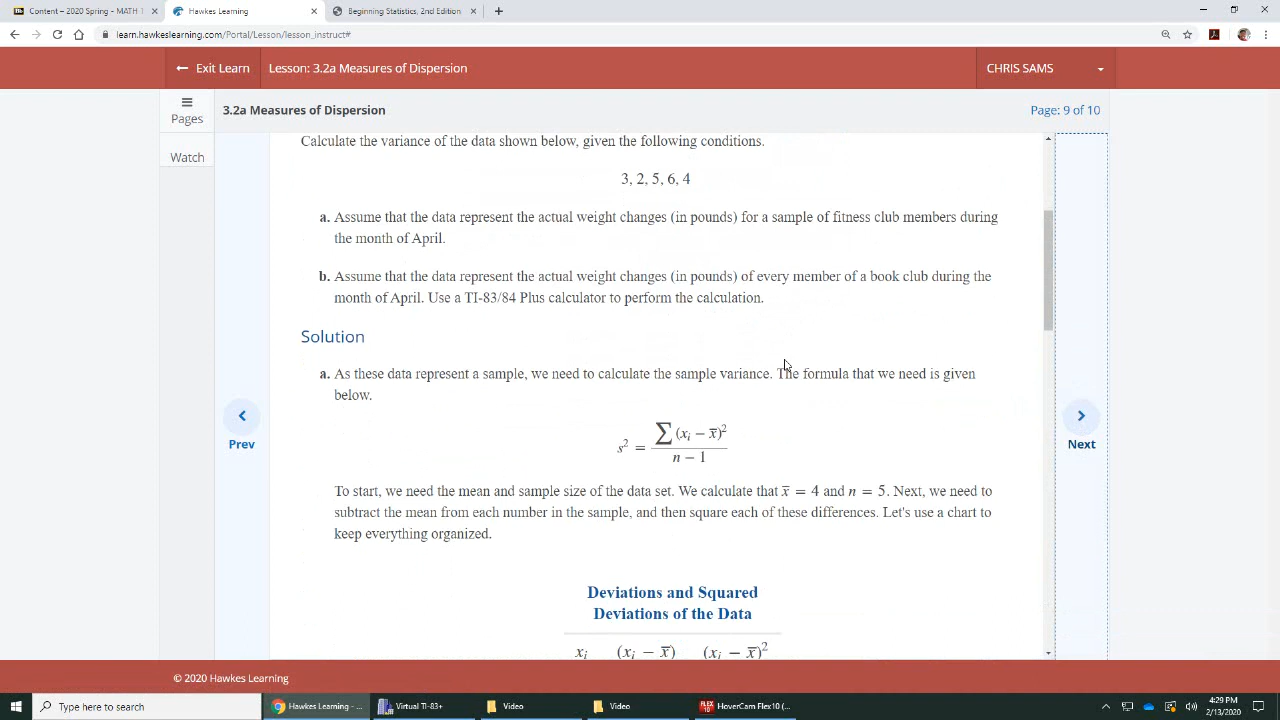 Content – 2020 Spring - MATH 1
Hawkes Learning
Beginning Statistics, 2nd Edition
learn.hawkeslearning.com/Portal/Lesson/lesson_instruct#
Exit Learn
Lesson: 3.2a Measures of Dispersion
CHRIS SAMS
Pages
3.2a Measures of Dispersion
Page: 9 of 10
Watch
Calculate the variance of the data shown below, given the following conditions.
3, 2, 5, 6, 4
a. Assume that the data represent the actual weight changes (in pounds) for a sample of fitness club members during
the month of April.
b. Assume that the data represent the actual weight changes (in pounds) of every member of a book club during the
month of April. Use a TI-83/84 Plus calculator to perform the calculation.
Solution
a. As these data represent a sample, we need to calculate the sample variance. The formula that we need is given
below.
s² = ∑(xᵢ − x̄)² / n − 1
To start, we need the mean and sample size of the data set. We calculate that x̄ = 4 and n = 5. Next, we need to
subtract the mean from each number in the sample, and then square each of these differences. Let's use a chart to
keep everything organized.
Prev
Next
Deviations and Squared
Deviations of the Data
xᵢ (xᵢ − x̄) (xᵢ − x̄)²
© 2020 Hawkes Learning
Type here to search
Hawkes Learning - ...
Virtual TI-83+
Video
Video
HoverCam Flex10 (...
4:29 PM
2/13/2020